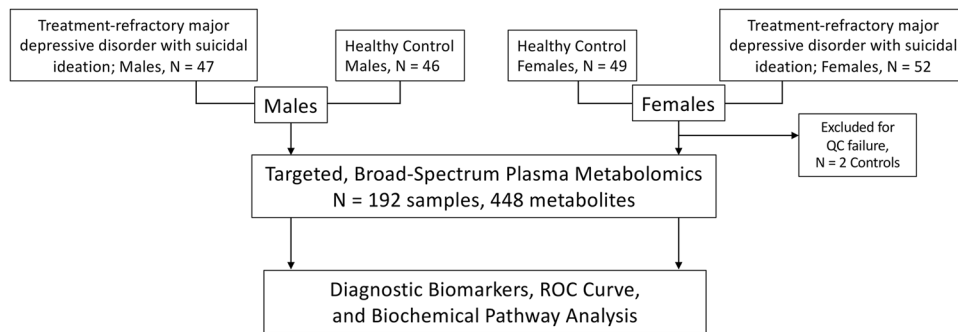 Treatment-refractory major
depressive disorder with suicidal
ideation; Males, N = 47
Healthy Control
Males, N = 46
Healthy Control
Females, N = 49
Treatment-refractory major
depressive disorder with suicidal
ideation; Females, N = 52
Males
Females
Excluded for
QC failure,
N = 2 Controls
Targeted, Broad-Spectrum Plasma Metabolomics
N = 192 samples, 448 metabolites
Diagnostic Biomarkers, ROC Curve,
and Biochemical Pathway Analysis